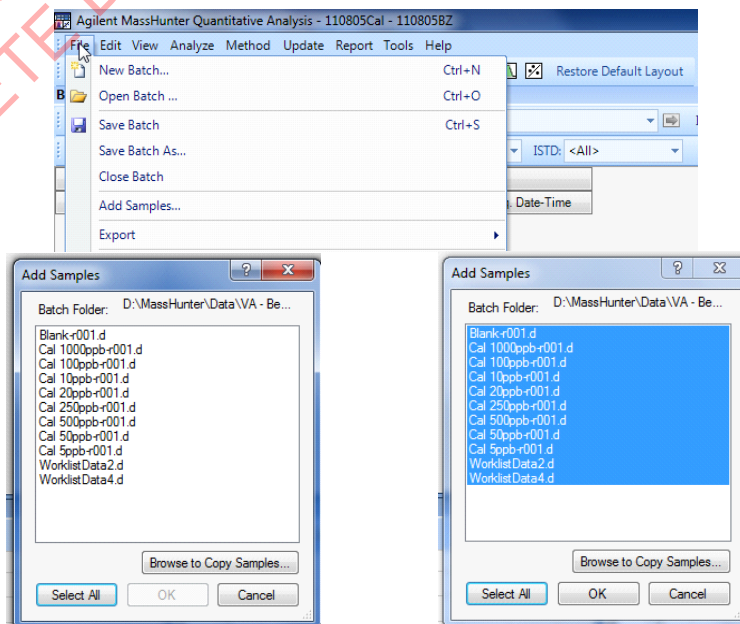 Agilent MassHunter Quantitative Analysis - 110805Cal - 110805BZ
File Edit View Analyze Method Update Report Tools Help
New Batch... Ctrl+N
Restore Default Layout
B
Open Batch ... Ctrl+O
Save Batch Ctrl+S
Save Batch As...
ISTD: <All>
Close Batch
Add Samples...
. Date-Time
Export
Add Samples
Batch Folder: D:\MassHunter\Data\VA - Be...
Blank-r001.d
Cal 1000ppb-r001.d
Cal 100ppb-r001.d
Cal 10ppb-r001.d
Cal 20ppb-r001.d
Cal 250ppb-r001.d
Cal 500ppb-r001.d
Cal 50ppb-r001.d
Cal 5ppb-r001.d
WorklistData2.d
WorklistData4.d
Browse to Copy Samples...
Select All OK Cancel
Add Samples
Batch Folder: D:\MassHunter\Data\VA - Be...
Blank-r001.d
Cal 1000ppb-r001.d
Cal 100ppb-r001.d
Cal 10ppb-r001.d
Cal 20ppb-r001.d
Cal 250ppb-r001.d
Cal 500ppb-r001.d
Cal 50ppb-r001.d
Cal 5ppb-r001.d
WorklistData2.d
WorklistData4.d
Browse to Copy Samples...
Select All OK Cancel